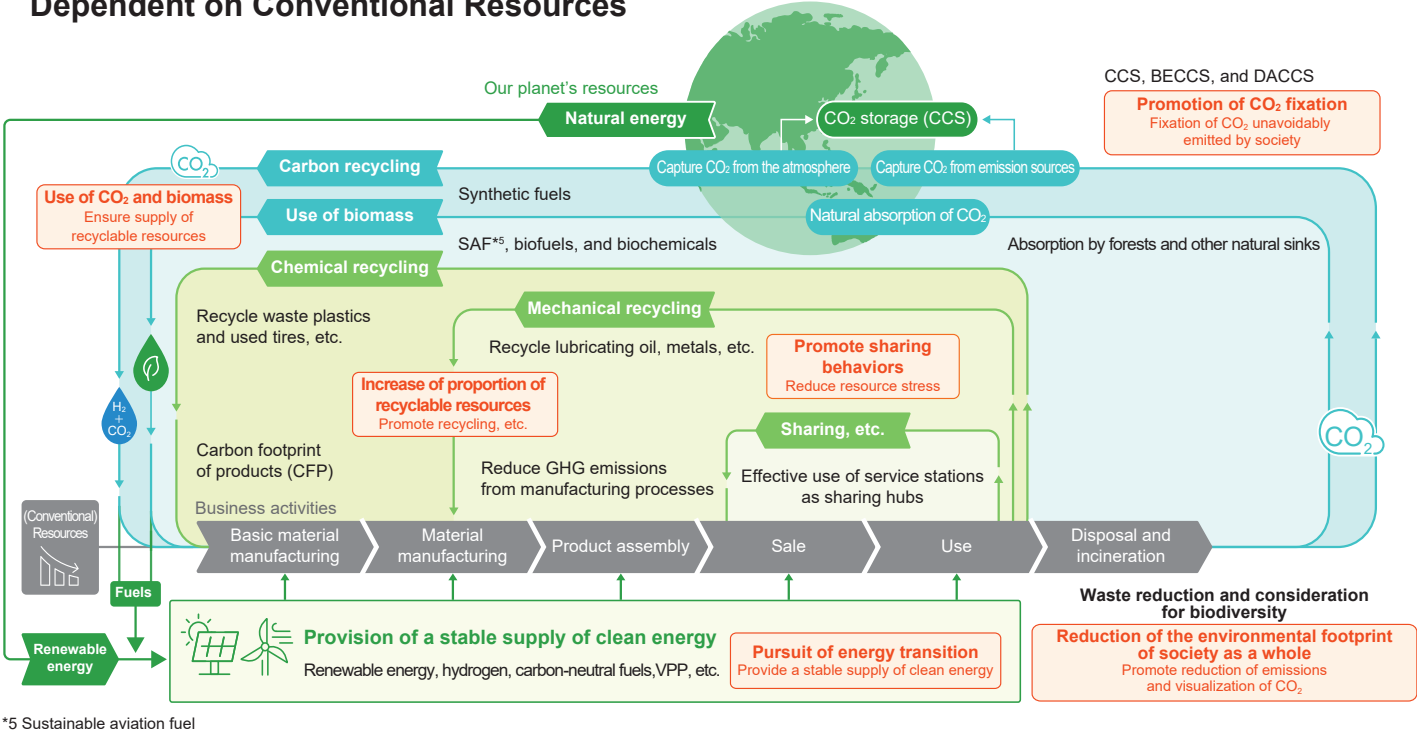 Dependent on Conventional Resources
Our planet's resources
Natural energy
CO₂ storage (CCS)
CCS, BECCS, and DACCS
Promotion of CO₂ fixation
Fixation of CO₂ unavoidably
emitted by society
CO₂
Carbon recycling
Capture CO₂ from the atmosphere
Capture CO₂ from emission sources
Use of CO₂ and biomass
Ensure supply of
recyclable resources
Synthetic fuels
Use of biomass
Natural absorption of CO₂
SAF*⁵, biofuels, and biochemicals
Absorption by forests and other natural sinks
Chemical recycling
Recycle waste plastics
and used tires, etc.
Mechanical recycling
Recycle lubricating oil, metals, etc.
Promote sharing
behaviors
Reduce resource stress
Increase of proportion of
recyclable resources
Promote recycling, etc.
H₂
+
CO₂
Sharing, etc.
CO₂
Carbon footprint
of products (CFP)
Reduce GHG emissions
from manufacturing processes
Effective use of service stations
as sharing hubs
Business activities
(Conventional)
Resources
Basic material
manufacturing
Material
manufacturing
Product assembly
Sale
Use
Disposal and
incineration
Fuels
Waste reduction and consideration
for biodiversity
Renewable
energy
Provision of a stable supply of clean energy
Renewable energy, hydrogen, carbon-neutral fuels,VPP, etc.
Pursuit of energy transition
Provide a stable supply of clean energy
Reduction of the environmental footprint
of society as a whole
Promote reduction of emissions
and visualization of CO₂
*5 Sustainable aviation fuel